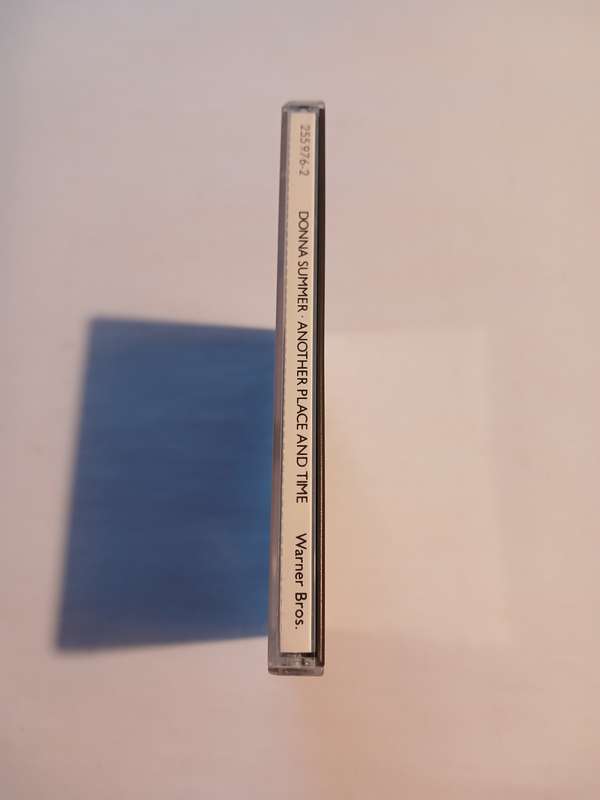 255 976-2 DONNA SUMMER · ANOTHER PLACE AND TIME Warner Bros.